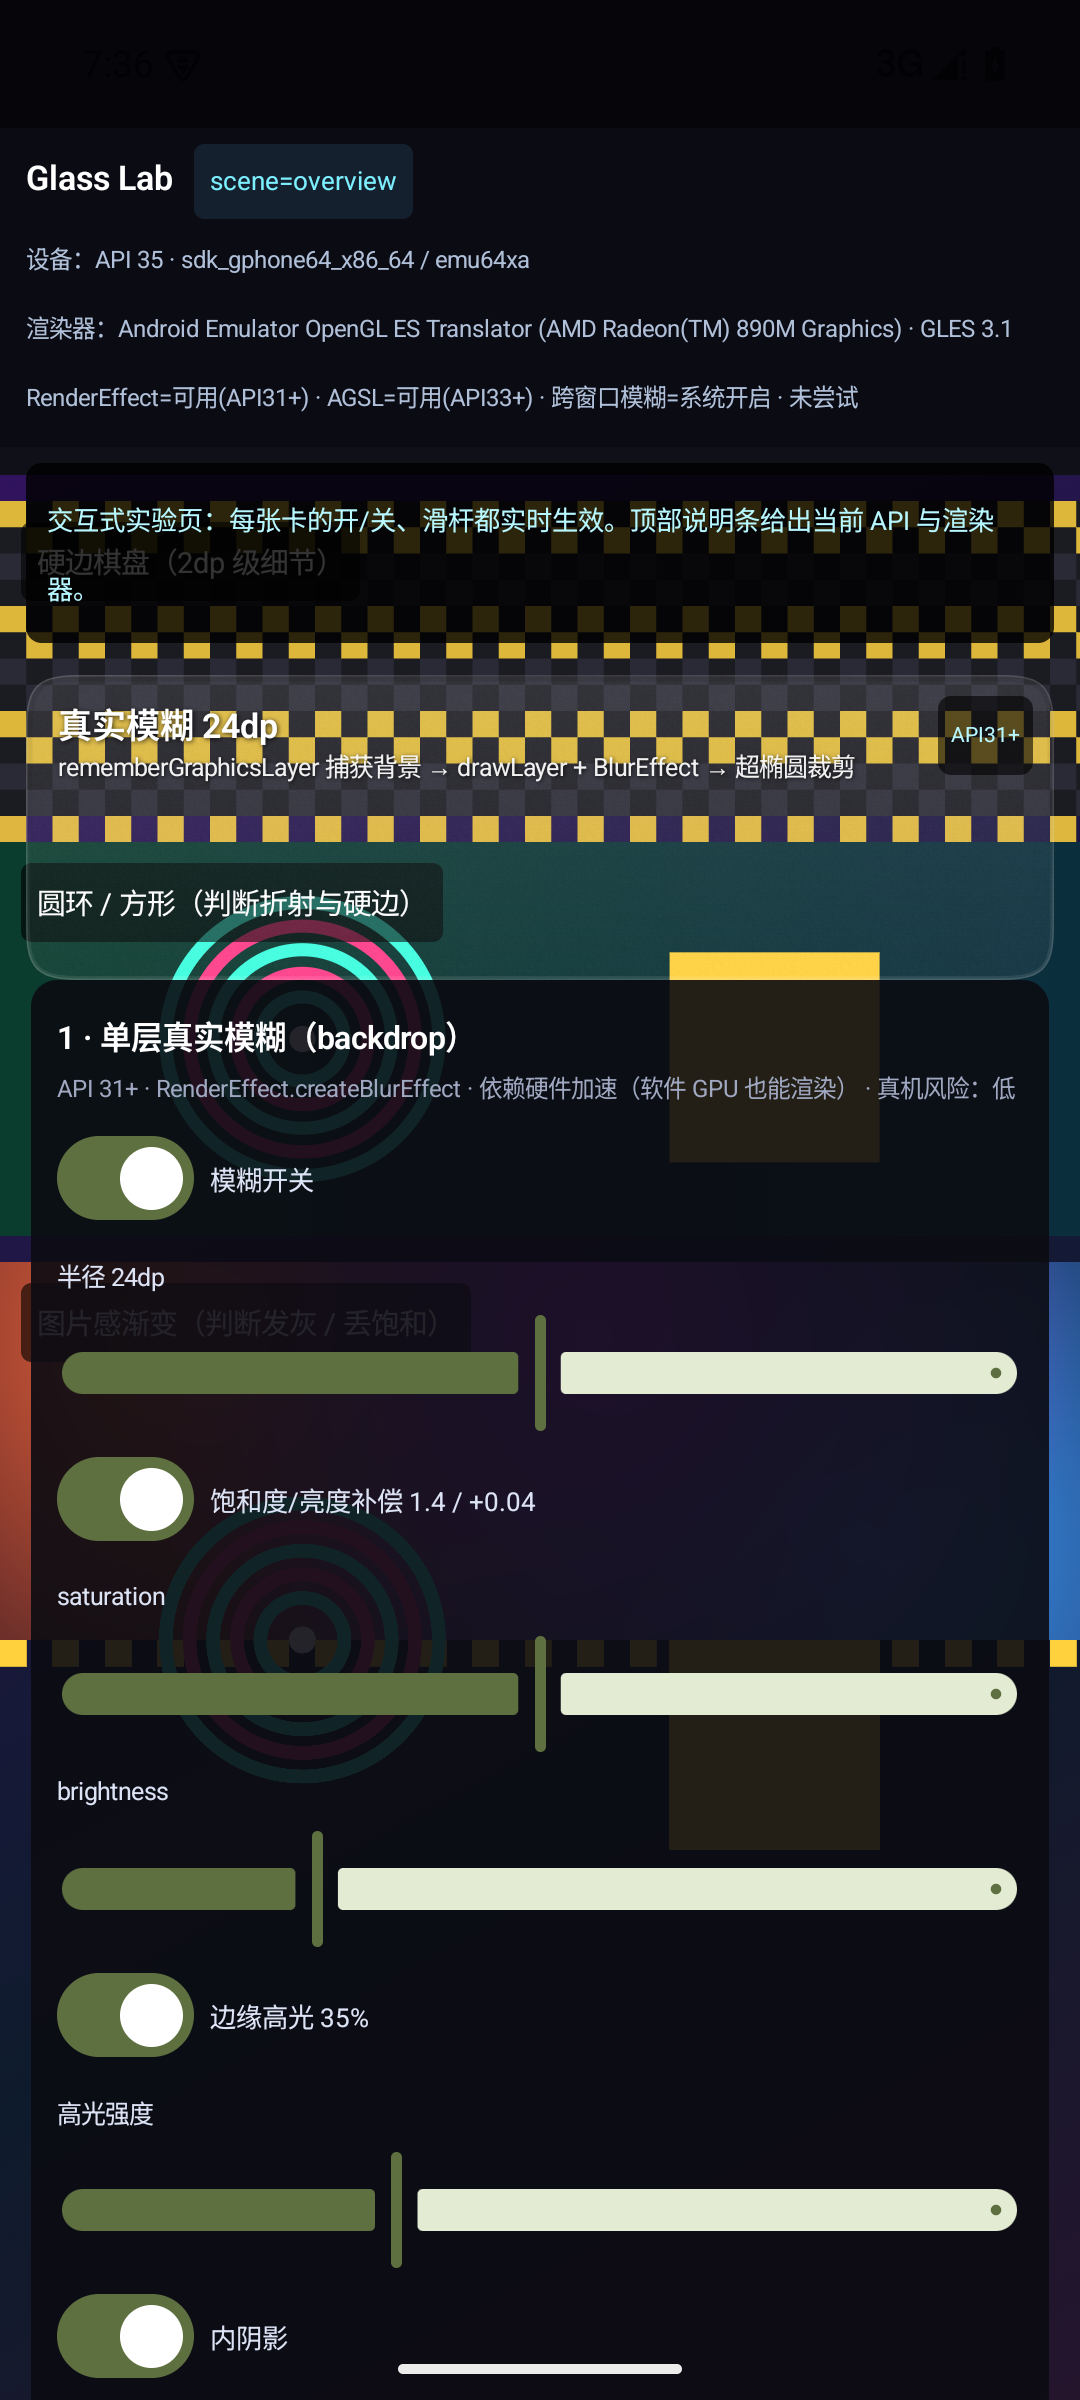 7:36
3G
Glass Lab
scene=overview
设备：API 35 · sdk_gphone64_x86_64 / emu64xa
渲染器：Android Emulator OpenGL ES Translator (AMD Radeon(TM) 890M Graphics) · GLES 3.1
RenderEffect=可用(API31+) · AGSL=可用(API33+) · 跨窗口模糊=系统开启 · 未尝试
交互式实验页：每张卡的开/关、滑杆都实时生效。顶部说明条给出当前 API 与渲染
硬边棋盘（2dp 级细节）
器。
真实模糊 24dp
API31+
rememberGraphicsLayer 捕获背景 → drawLayer + BlurEffect → 超椭圆裁剪
圆环 / 方形（判断折射与硬边）
1 · 单层真实模糊（backdrop）
API 31+ · RenderEffect.createBlurEffect · 依赖硬件加速（软件 GPU 也能渲染） · 真机风险：低
模糊开关
半径 24dp
图片感渐变（判断发灰 / 丢饱和）
饱和度/亮度补偿 1.4 / +0.04
saturation
brightness
边缘高光 35%
高光强度
内阴影